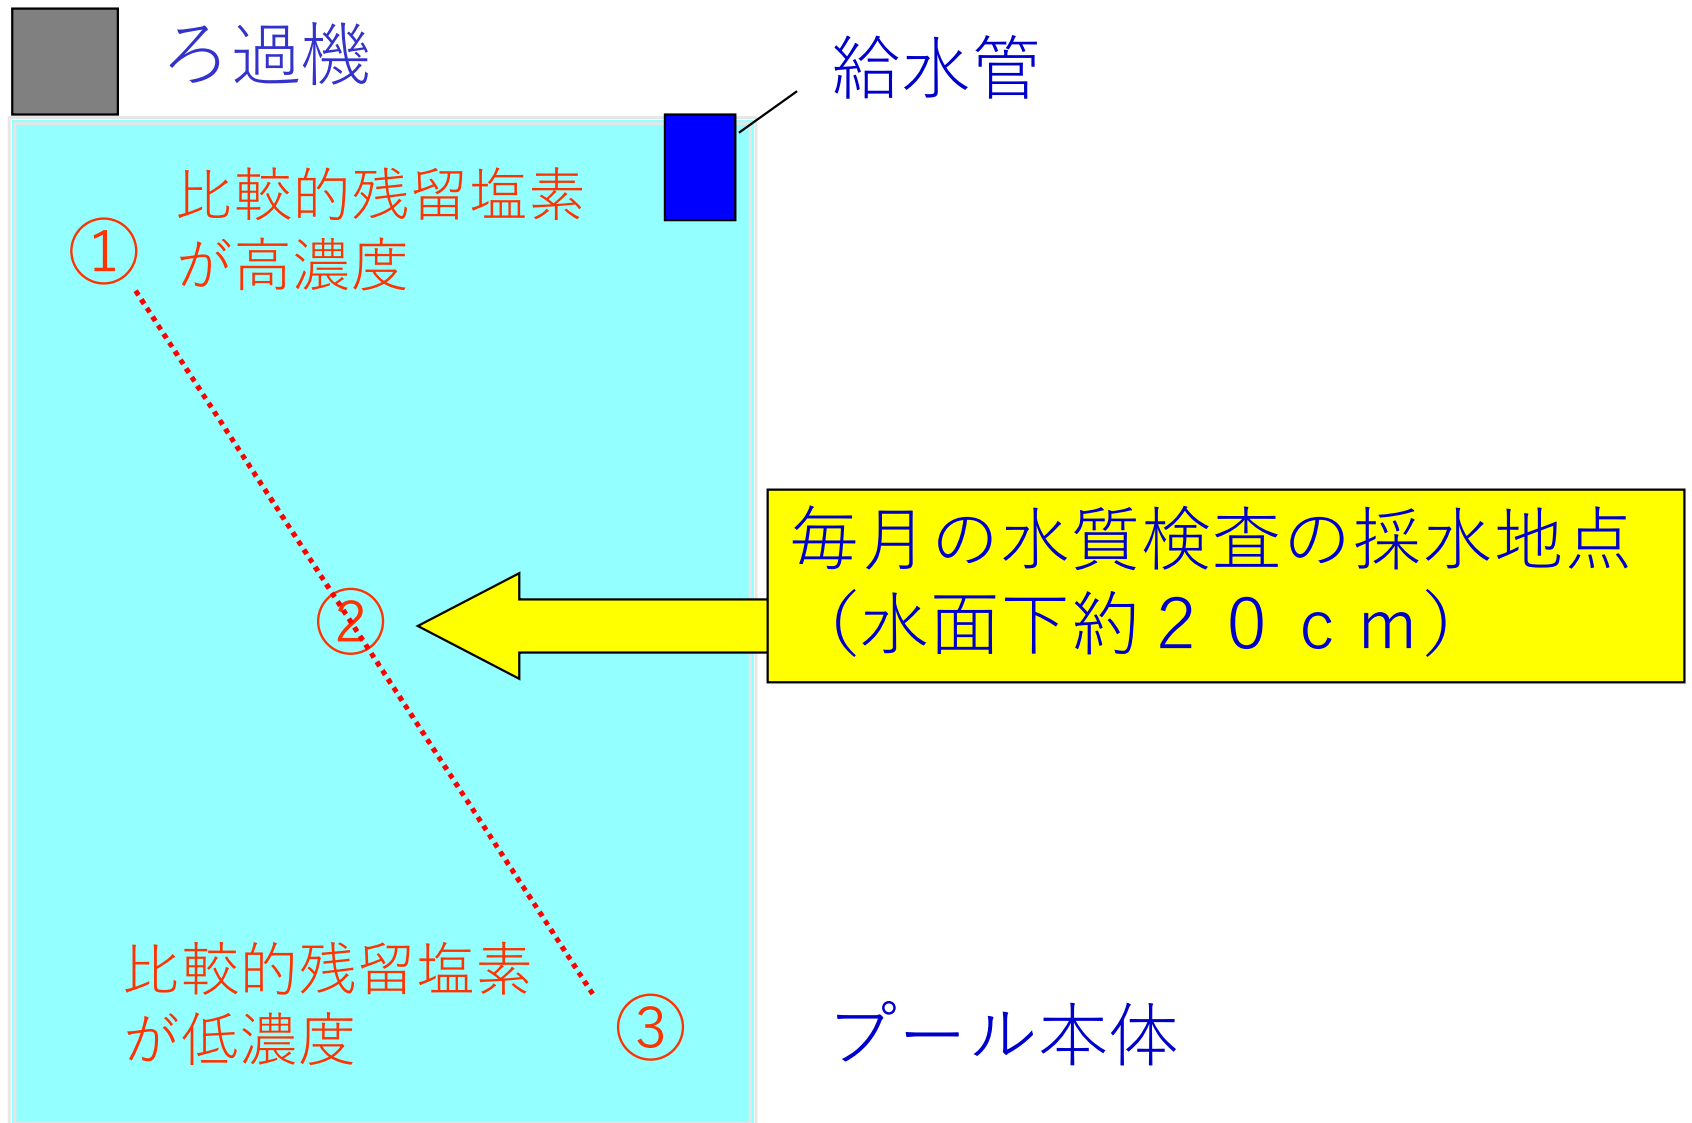 ろ過機
給水管
比較的残留塩素
が高濃度
①
②
毎月の水質検査の採水地点
（水面下約２０ｃｍ）
比較的残留塩素
が低濃度
③
プール本体